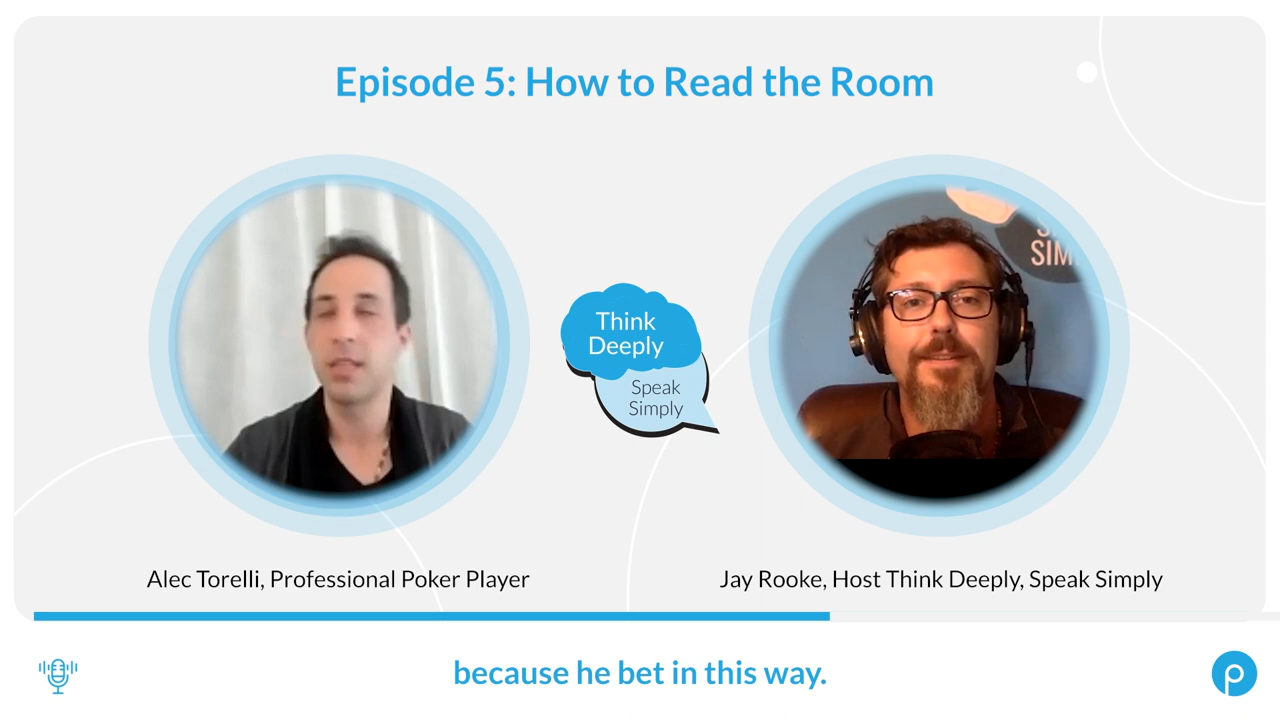 Episode 5: How to Read the Room
SIM
Think
Deeply
Speak
Simply
Alec Torelli, Professional Poker Player
Jay Rooke, Host Think Deeply, Speak Simply
because he bet in this way.